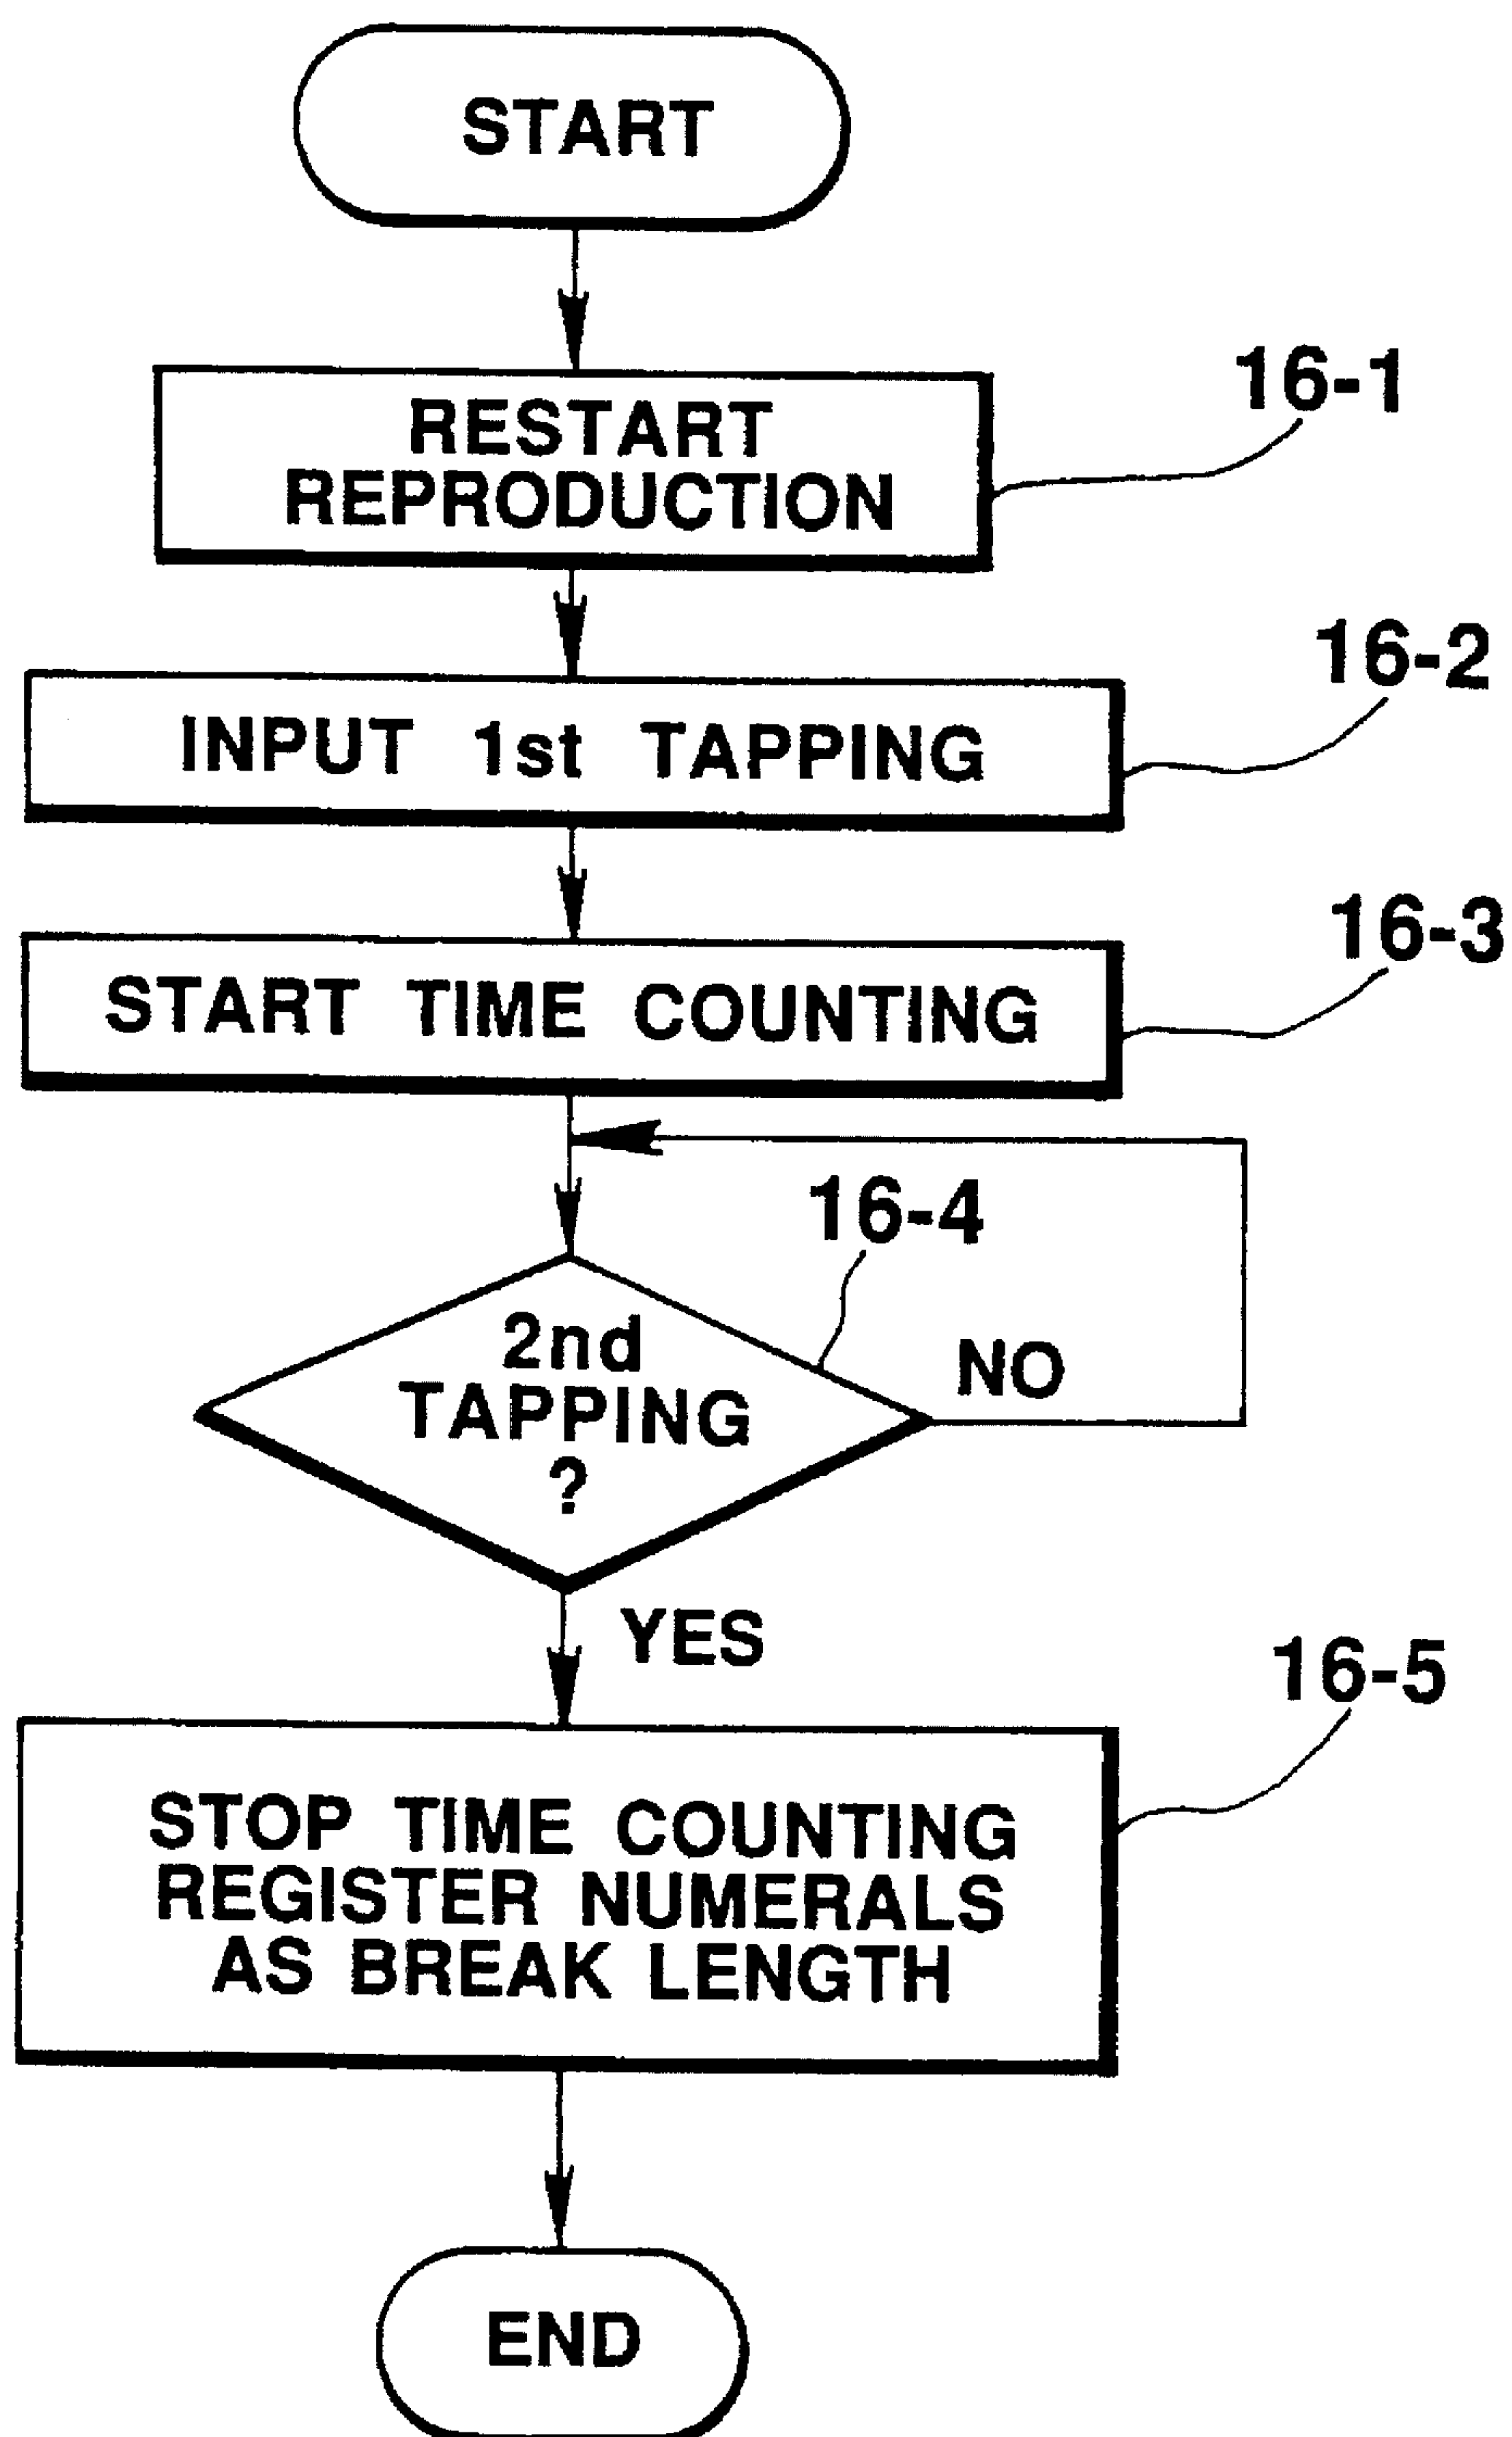 START
16-1
RESTART
REPRODUCTION
16-2
INPUT 1st TAPPING
16-3
START TIME COUNTING
16-4
2nd
TAPPING
?
NO
YES
16-5
STOP TIME COUNTING
REGISTER NUMERALS
AS BREAK LENGTH
END